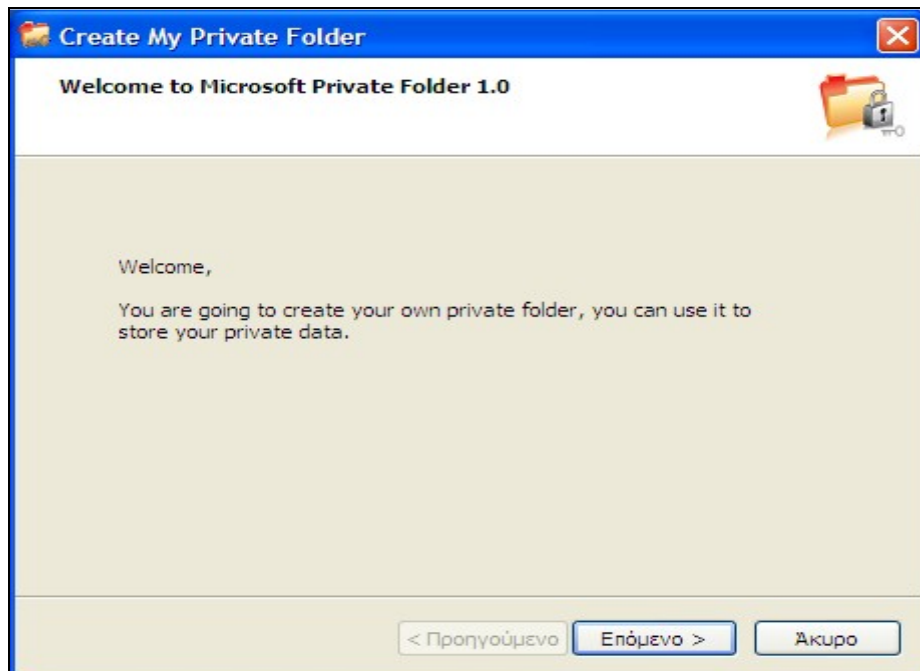 Create My Private Folder
Welcome to Microsoft Private Folder 1.0
Welcome,
You are going to create your own private folder, you can use it to
store your private data.
< Προηγούμενο Επόμενο > Άκυρο